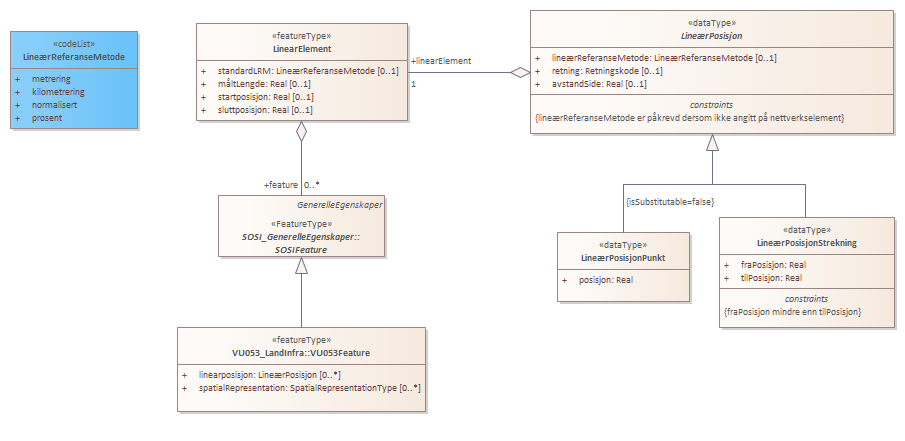 «codeList»
LineærReferanseMetode
+ metrering
+ kilometrering
+ normalisert
+ prosent
«featureType»
LinearElement
+ standardLRM: LineærReferanseMetode [0..1]
+ måltLengde: Real [0..1]
+ startposisjon: Real [0..1]
+ sluttposisjon: Real [0..1]
+linearElement
1
«dataType»
LineærPosisjon
+ lineærReferanseMetode: LineærReferanseMetode [0..1]
+ retning: Retningskode [0..1]
+ avstandSide: Real [0..1]
constraints
{lineærReferanseMetode er påkrevd dersom ikke angitt på nettverkselement}
+feature 0..*
GenerelleEgenskaper
«FeatureType»
SOSI_GenerelleEgenskaper::
SOSIFeature
{isSubstitutable=false}
«dataType»
LineærPosisjonPunkt
+ posisjon: Real
«dataType»
LineærPosisjonStrekning
+ fraPosisjon: Real
+ tilPosisjon: Real
constraints
{fraPosisjon mindre enn tilPosisjon}
«featureType»
VU053_LandInfra::VU053Feature
+ linearposisjon: LineærPosisjon [0..*]
+ spatialRepresentation: SpatialRepresentationType [0..*]